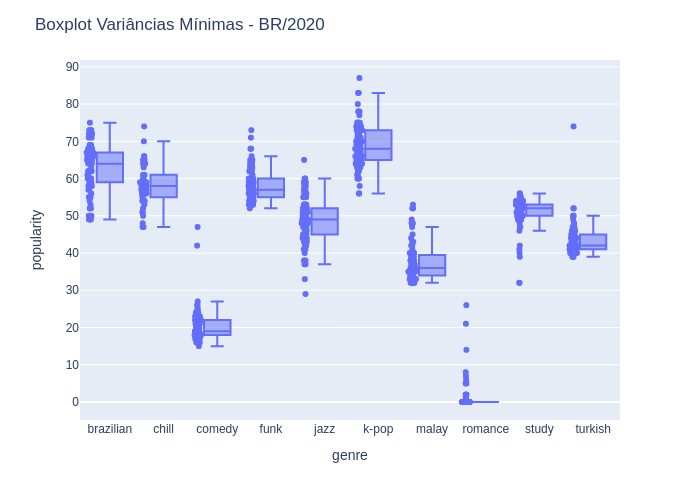 Boxplot Variâncias Mínimas - BR/2020
popularity
90
80
70
60
50
40
30
20
10
0
brazilian chill comedy funk jazz k-pop malay romance study turkish
genre